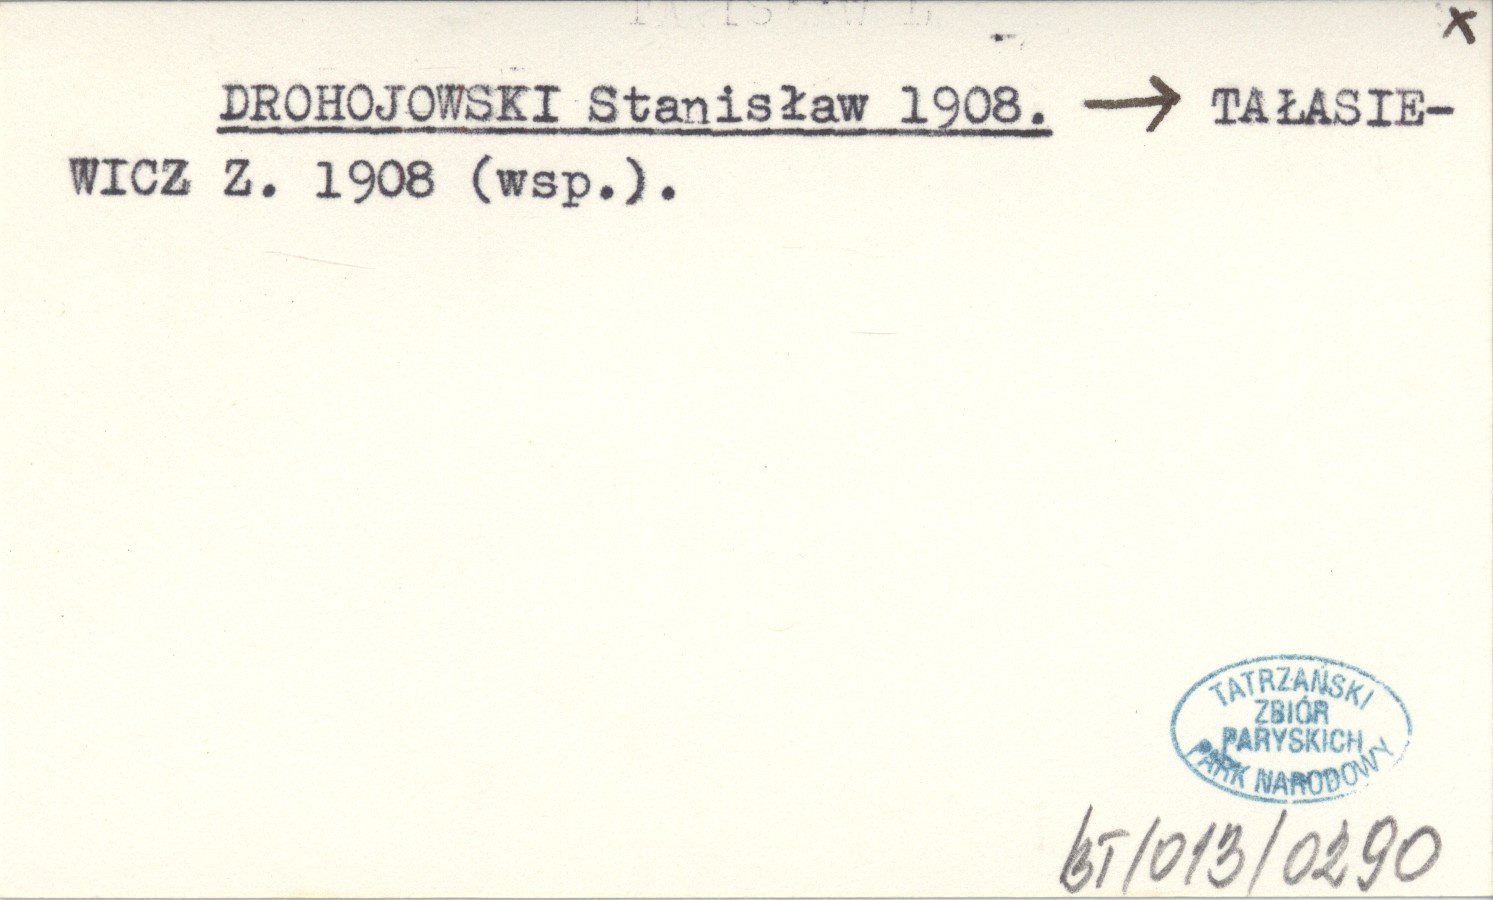 x
DROHOJOWSKI Stanisław 1908. → TAŁASIE-
WICZ Z. 1908 (wsp.).
TATRZAŃSKI
ZBIÓR
PARYSKICH
PARK NARODOWY
BT/013/0290